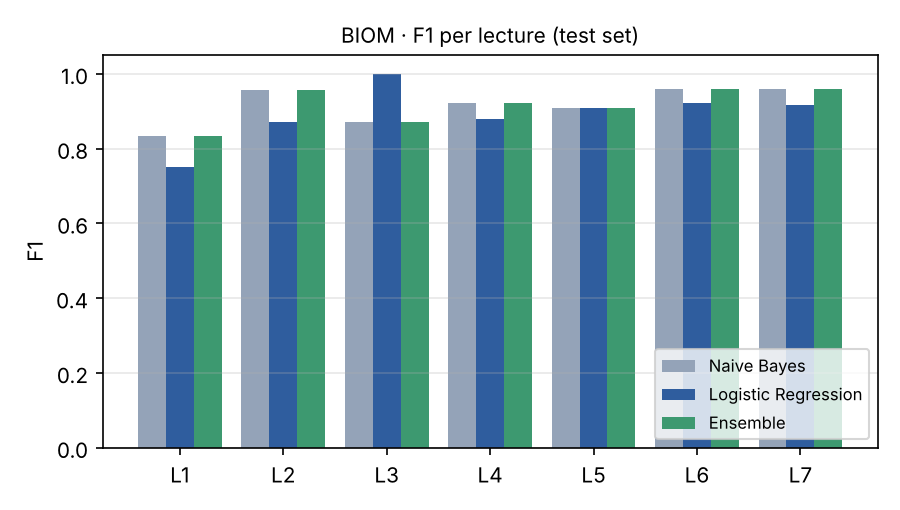 BIOM · F1 per lecture (test set)
1.0
0.8
0.6
0.4
0.2
0.0
F1
L1 L2 L3 L4 L5 L6 L7
Naive Bayes
Logistic Regression
Ensemble